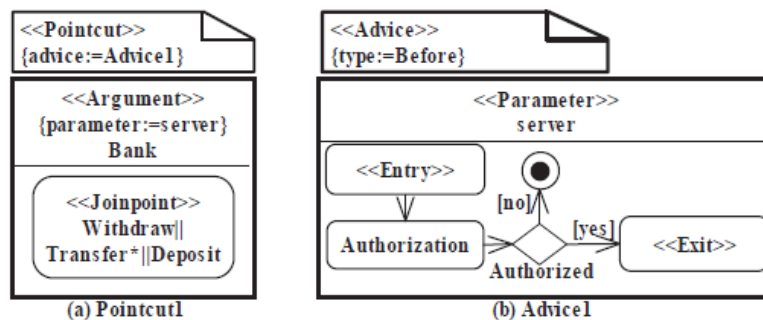 <<Pointcut>>
{advice:=Advice1}
<<Argument>>
{parameter:=server}
Bank
<<Joinpoint>>
Withdraw||
Transfer*||Deposit
(a) Pointcut1
<<Advice>>
{type:=Before}
<<Parameter>>
server
<<Entry>>
[no]
Authorization
[yes]
<<Exit>>
Authorized
(b) Advice1